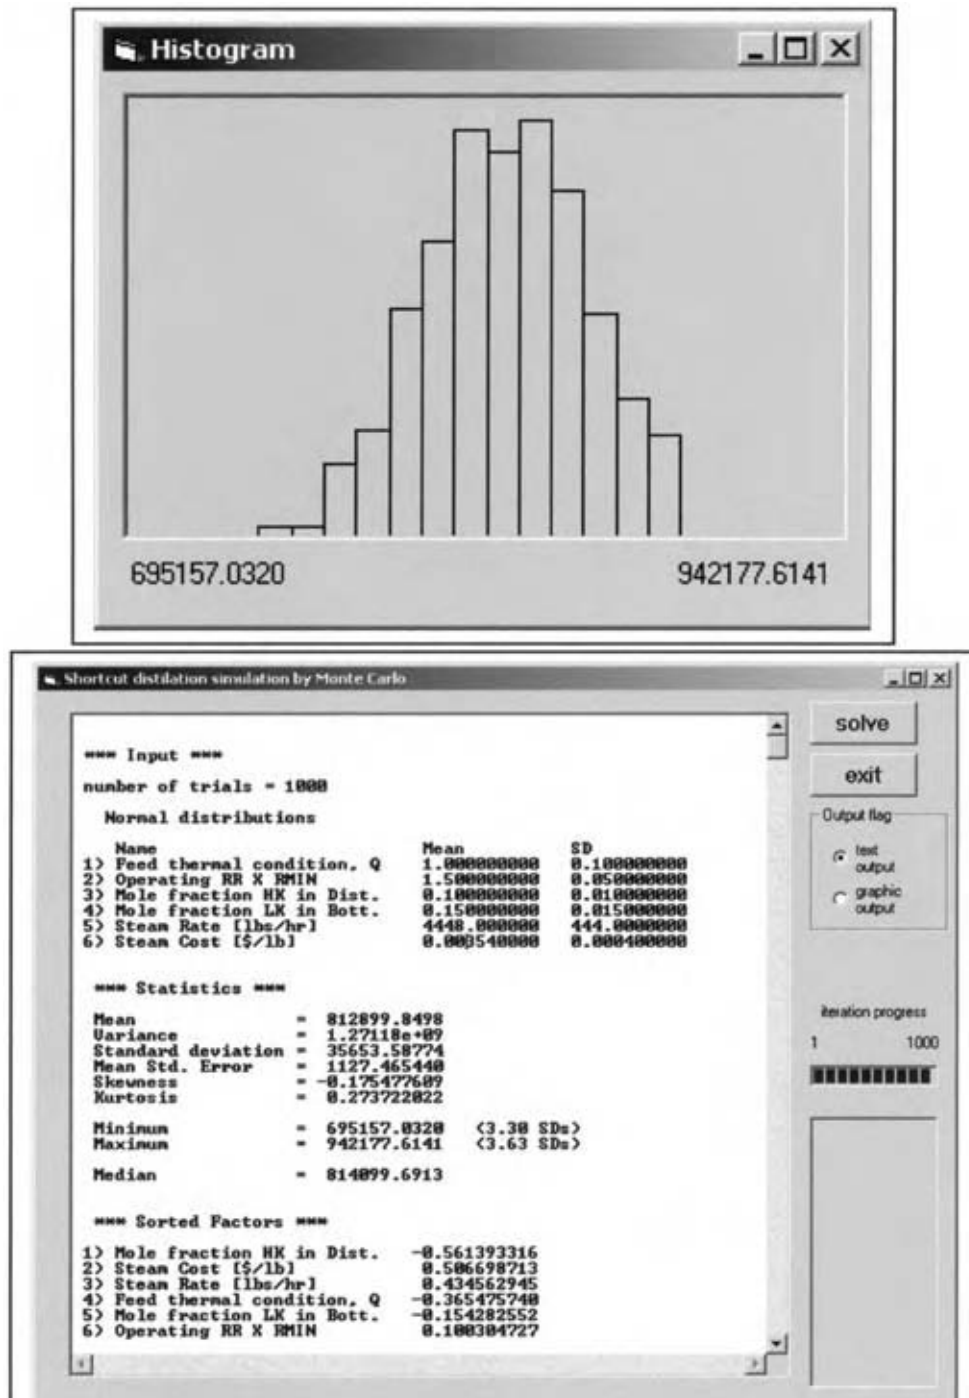 Histogram
695157.0320 942177.6141
Shortcut distilation simulation by Monte Carlo
*** Input ***
number of trials = 1000
Normal distributions
Name Mean SD
1) Feed thermal condition, Q 1.000000000 0.100000000
2) Operating RR X RMIN 1.500000000 0.050000000
3) Mole fraction HK in Dist. 0.100000000 0.010000000
4) Mole fraction LK in Bott. 0.150000000 0.015000000
5) Steam Rate [lbs/hr] 4448.000000 444.0000000
6) Steam Cost [$/lb] 0.003540000 0.000400000
*** Statistics ***
Mean = 812899.8498
Variance = 1.27118e+09
Standard deviation = 35653.58774
Mean Std. Error = 1127.465440
Skewness = -0.175477609
Kurtosis = 0.273722022
Minimum = 695157.0320 (3.30 SDs)
Maximum = 942177.6141 (3.63 SDs)
Median = 814099.6913
*** Sorted Factors ***
1) Mole fraction HK in Dist. -0.561393316
2) Steam Cost [$/lb] 0.506698713
3) Steam Rate [lbs/hr] 0.434562945
4) Feed thermal condition, Q -0.365475740
5) Mole fraction LK in Bott. -0.154282552
6) Operating RR X RMIN 0.100304727
solve
exit
Output flag
text
output
graphic
output
iteration progress
1 1000